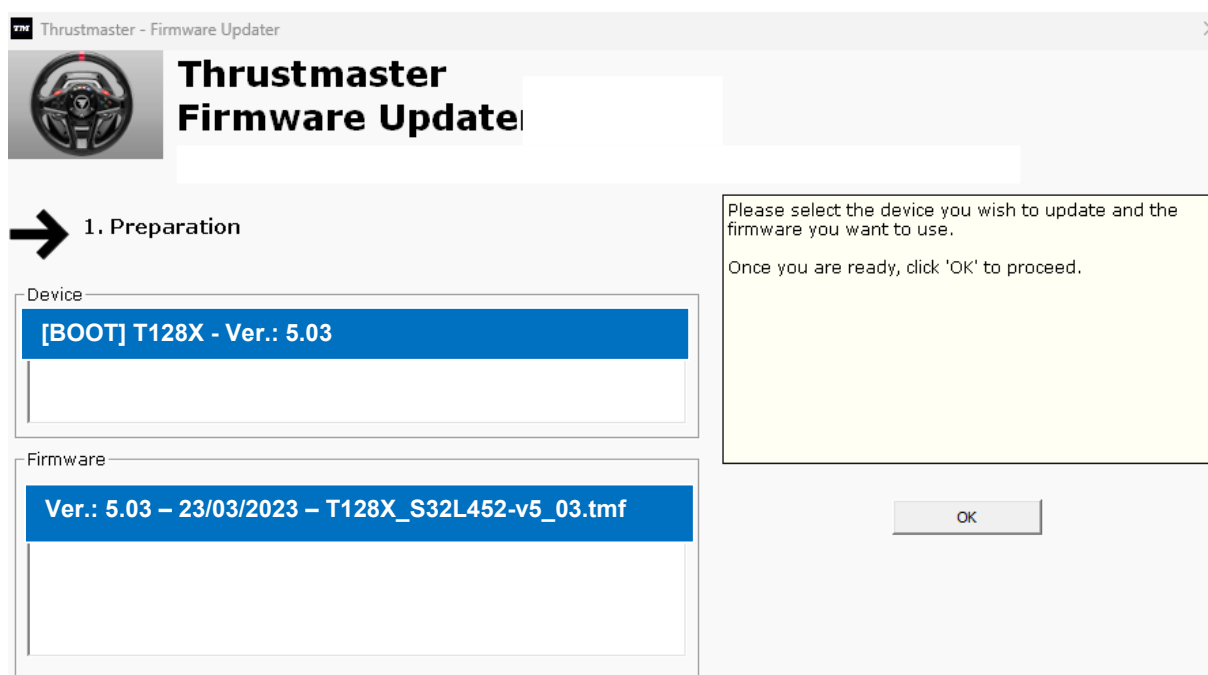 Thrustmaster - Firmware Updater
Thrustmaster
Firmware Updater
1. Preparation
Please select the device you wish to update and the
firmware you want to use.
Once you are ready, click 'OK' to proceed.
Device
[BOOT] T128X - Ver.: 5.03
Firmware
Ver.: 5.03 – 23/03/2023 – T128X_S32L452-v5_03.tmf
OK